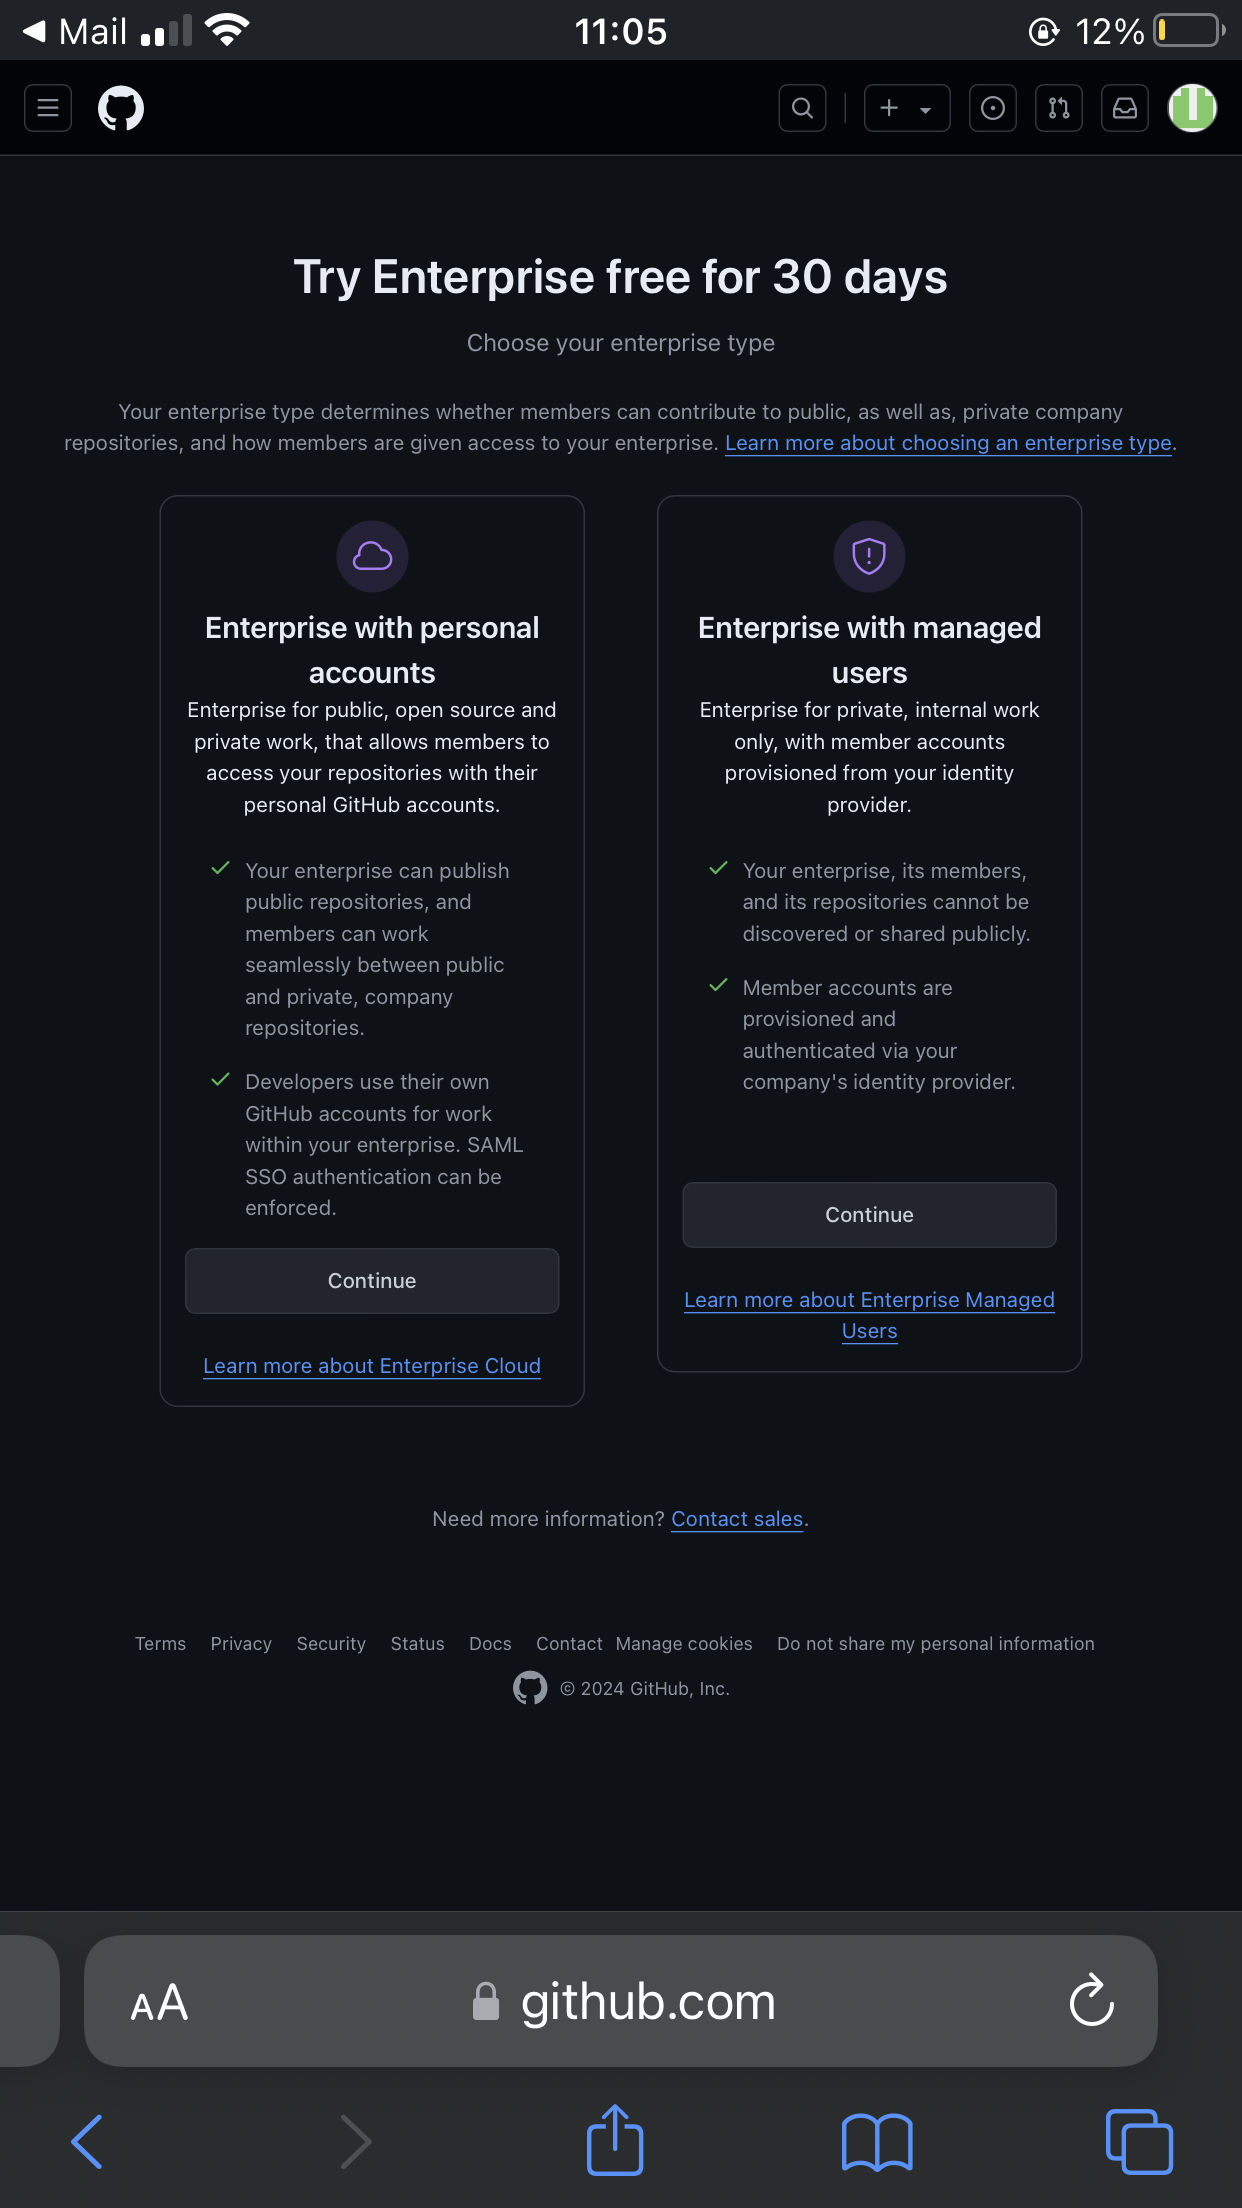 Mail
11:05
12%
Try Enterprise free for 30 days
Choose your enterprise type
Your enterprise type determines whether members can contribute to public, as well as, private company
repositories, and how members are given access to your enterprise. Learn more about choosing an enterprise type.
Enterprise with personal
accounts
Enterprise for public, open source and
private work, that allows members to
access your repositories with their
personal GitHub accounts.
Your enterprise can publish
public repositories, and
members can work
seamlessly between public
and private, company
repositories.
Developers use their own
GitHub accounts for work
within your enterprise. SAML
SSO authentication can be
enforced.
Continue
Learn more about Enterprise Cloud
Enterprise with managed
users
Enterprise for private, internal work
only, with member accounts
provisioned from your identity
provider.
Your enterprise, its members,
and its repositories cannot be
discovered or shared publicly.
Member accounts are
provisioned and
authenticated via your
company's identity provider.
Continue
Learn more about Enterprise Managed
Users
Need more information? Contact sales.
Terms Privacy Security Status Docs Contact Manage cookies Do not share my personal information
© 2024 GitHub, Inc.
AA
github.com